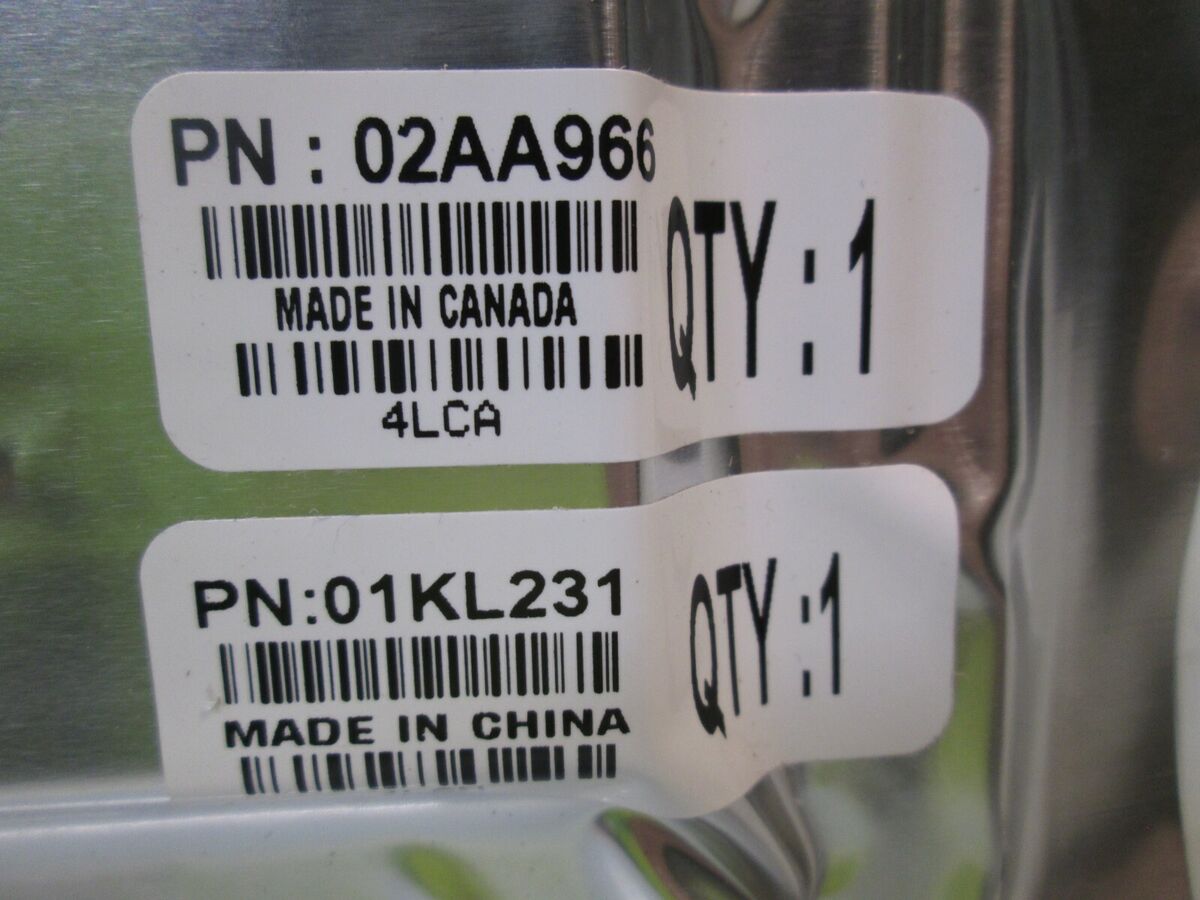 PN : 02AA966
QTY : 1
MADE IN CANADA
4LCA
PN:01KL231
QTY :1
MADE IN CHINA